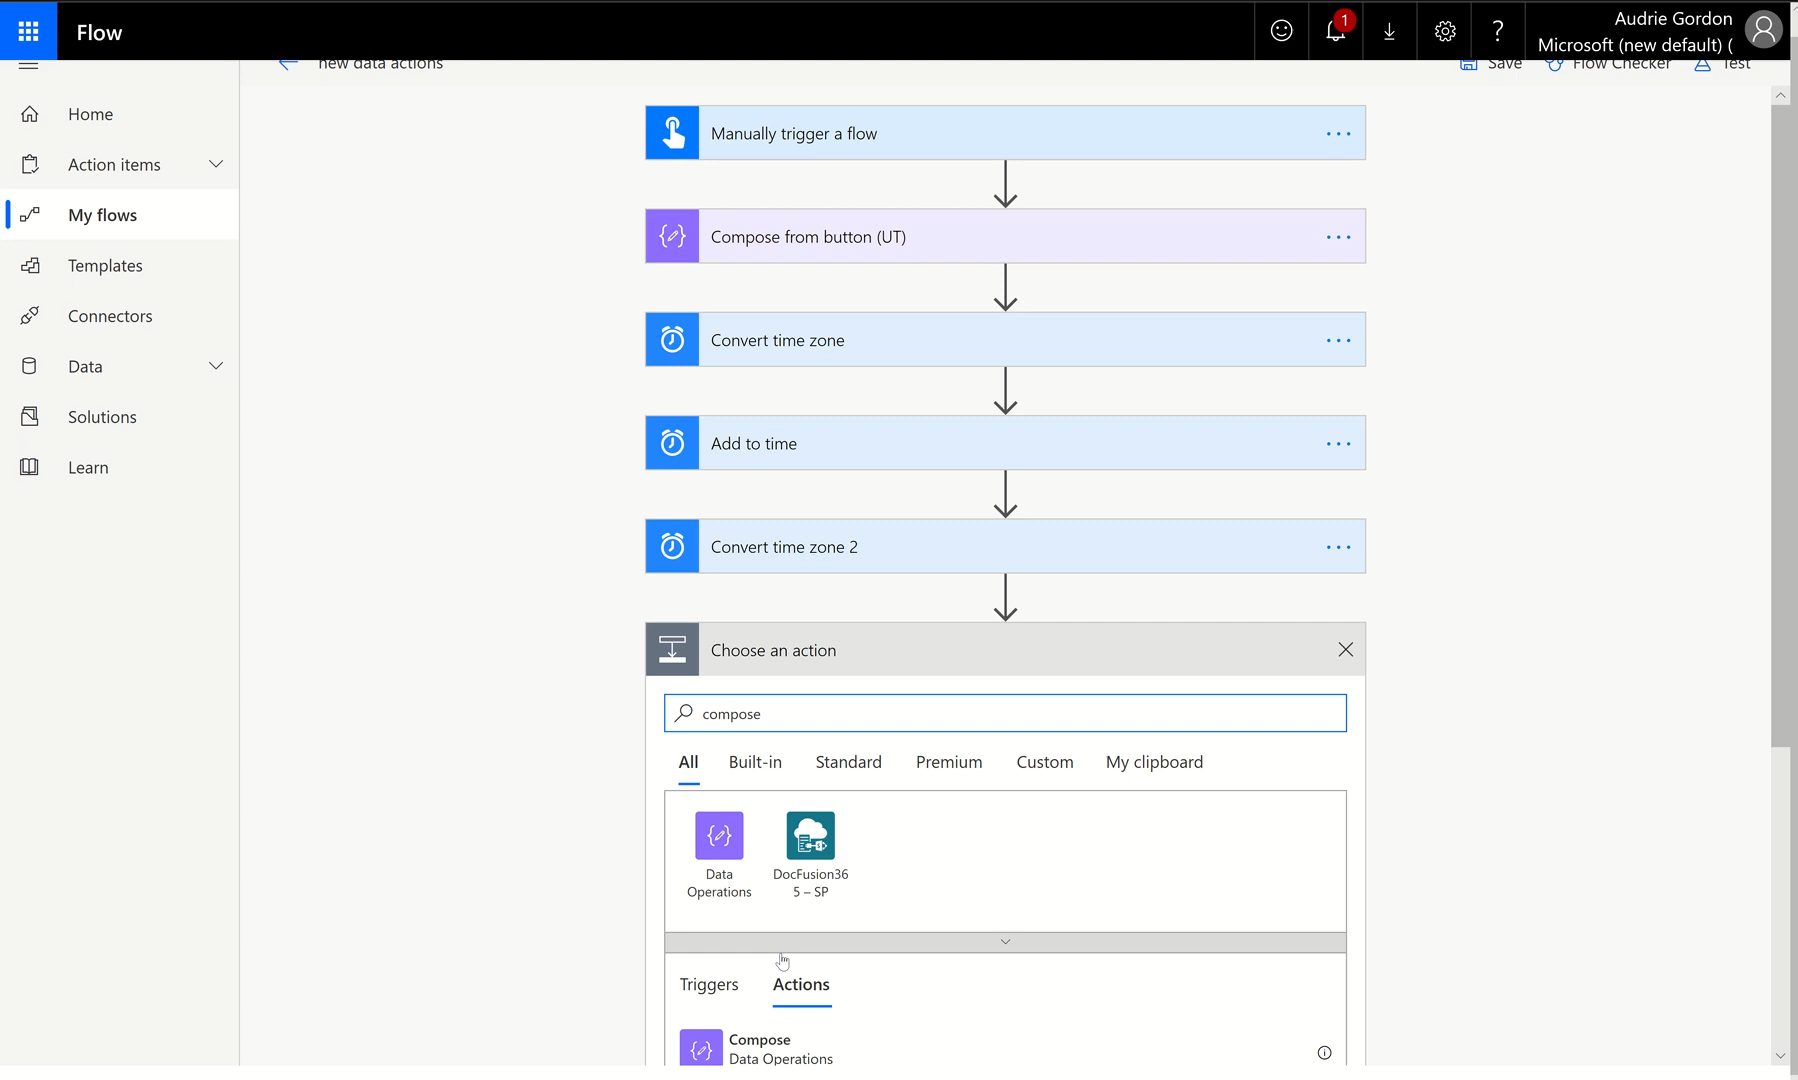 Flow
1
?
Audrie Gordon
Microsoft (new default) (
new data actions
Save
Flow Checker
Test
Home
Action items
My flows
Templates
Connectors
Data
Solutions
Learn
Manually trigger a flow
Compose from button (UT)
Convert time zone
Add to time
Convert time zone 2
Choose an action
compose
All
Built-in
Standard
Premium
Custom
My clipboard
Data
Operations
DocFusion36
5 – SP
Triggers
Actions
Compose
Data Operations